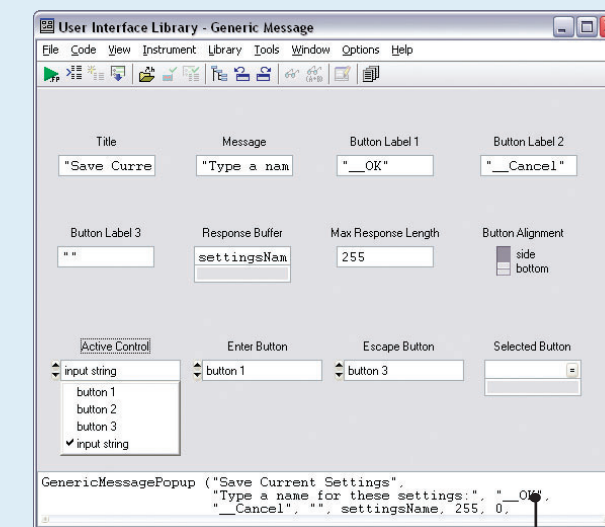 User Interface Library - Generic Message
File Code View Instrument Library Tools Window Options Help
Title Message Button Label 1 Button Label 2
"Save Curre "Type a nam "__OK" "__Cancel"
Button Label 3 Response Buffer Max Response Length Button Alignment
"" settingsNam 255 side
bottom
Active Control Enter Button Escape Button Selected Button
input string button 1 button 3
button 1
button 2
button 3
input string
GenericMessagePopup ("Save Current Settings",
"Type a name for these settings:", "__OK",
"__Cancel", "", settingsName, 255, 0,